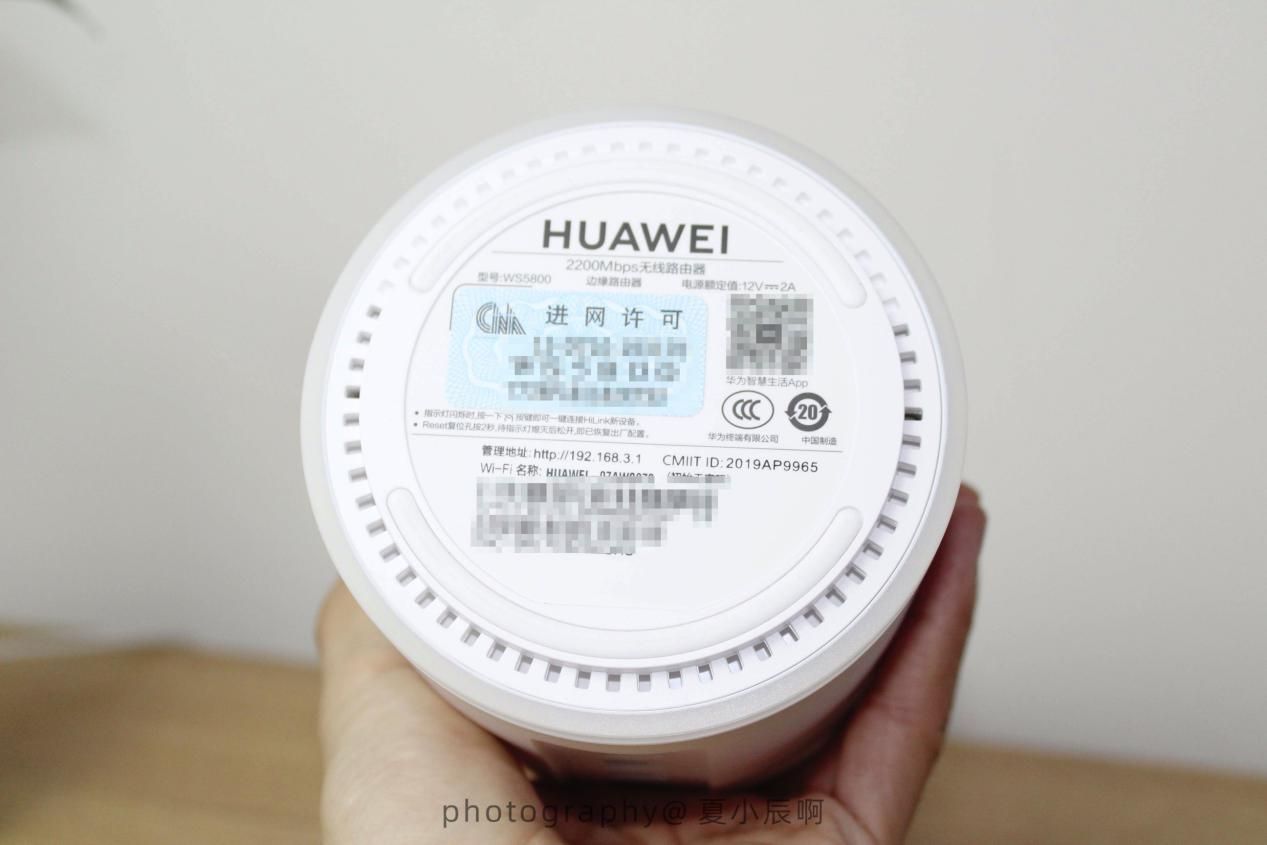 HUAWEI
2200Mbps无线路由器
型号:WS5800 边缘路由器 电源额定值:12V⎓2A
进网许可
华为智慧生活App
CCC 20
• 指示灯闪烁时,按一下 按键即可一键连接HiLink新设备。
• Reset复位孔按2秒,待指示灯熄灭后松开,即已恢复出厂配置。
华为终端有限公司 中国制造
管理地址: http://192.168.3.1 CMIIT ID: 2019AP9965
Wi-Fi 名称: HUAWEI
photography@ 夏小辰啊